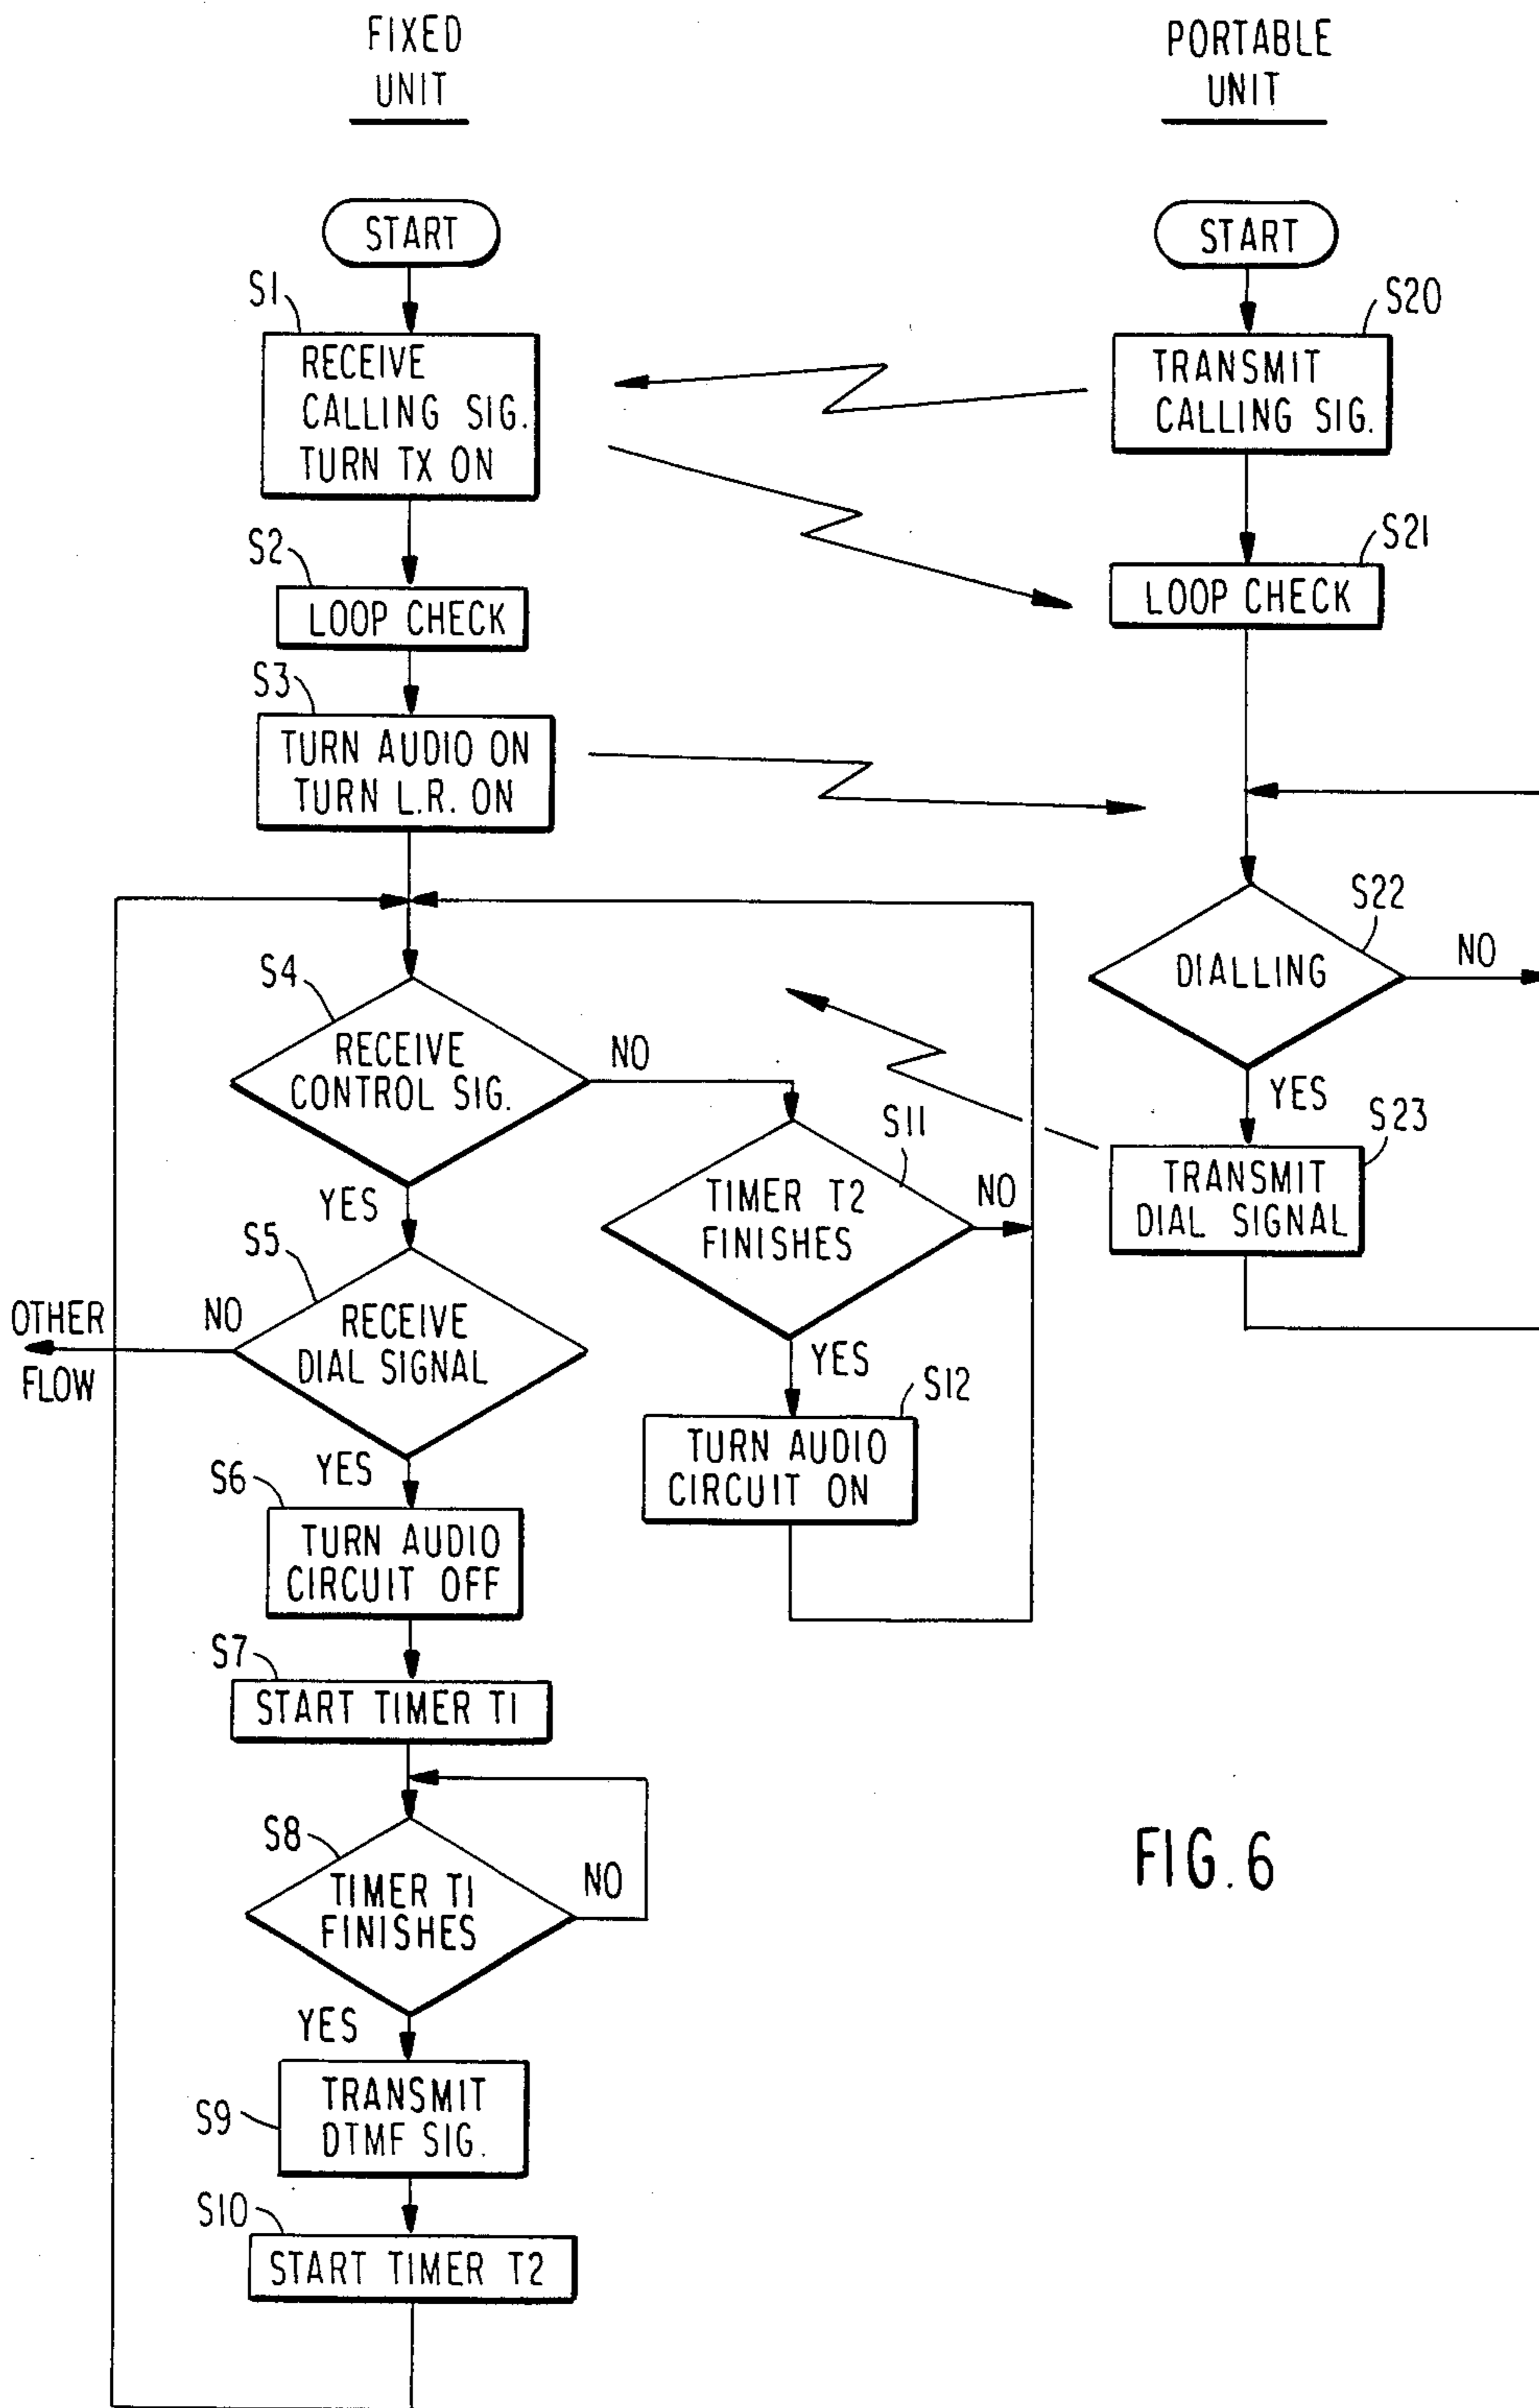 FIXED
UNIT
PORTABLE
UNIT
START
START
S1
RECEIVE
CALLING SIG.
TURN TX ON
S20
TRANSMIT
CALLING SIG.
S2
LOOP CHECK
S21
LOOP CHECK
S3
TURN AUDIO ON
TURN L.R. ON
S4
RECEIVE
CONTROL SIG.
NO
YES
S22
DIALLING
NO
YES
S11
TIMER T2
FINISHES
NO
YES
S23
TRANSMIT
DIAL SIGNAL
S5
RECEIVE
DIAL SIGNAL
NO
OTHER
FLOW
YES
S12
TURN AUDIO
CIRCUIT ON
S6
TURN AUDIO
CIRCUIT OFF
S7
START TIMER T1
S8
TIMER T1
FINISHES
NO
YES
S9
TRANSMIT
DTMF SIG.
S10
START TIMER T2
FIG. 6